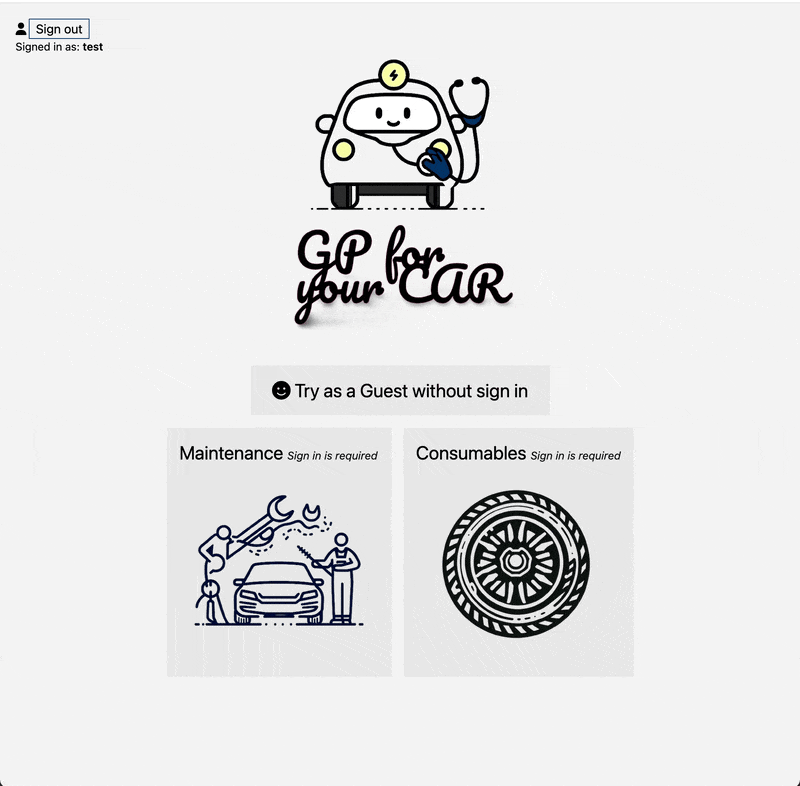 Sign out
Signed in as: test
GP for
your CAR
Try as a Guest without sign in
Maintenance Sign in is required
Consumables Sign in is required